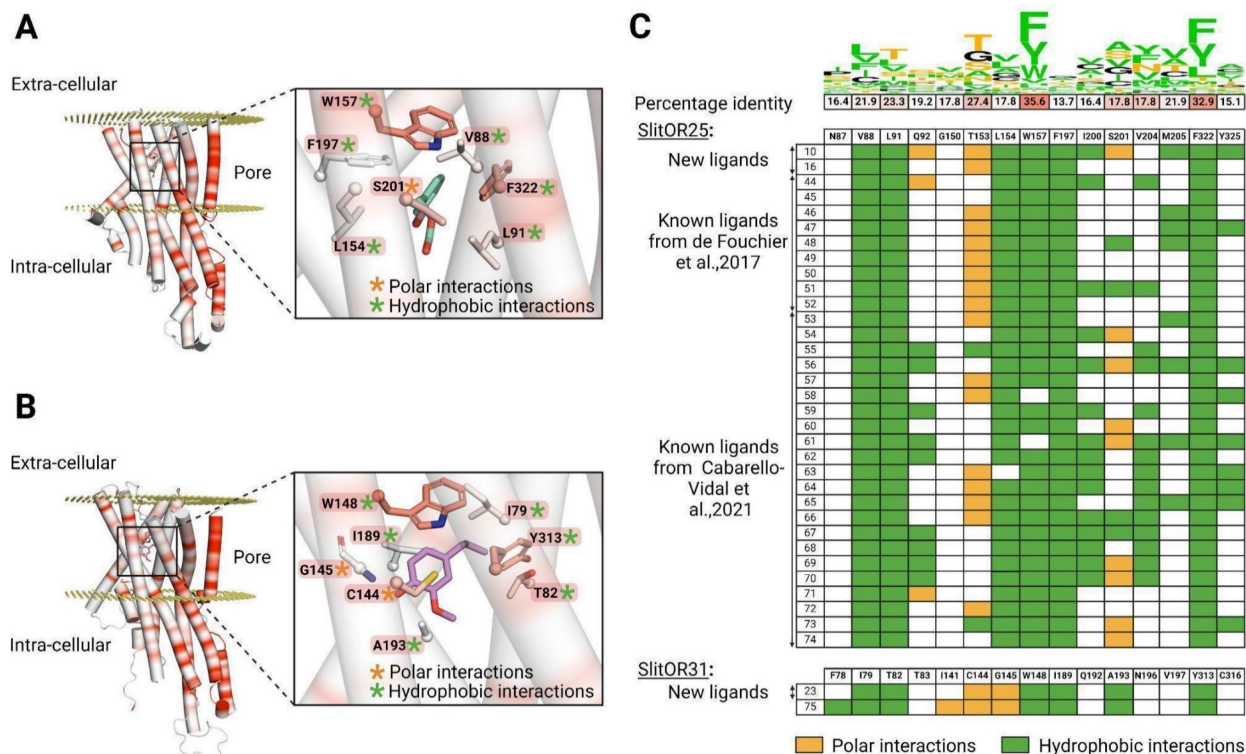 A
Extra-cellular
Pore
Intra-cellular
W157*
F197*
V88*
S201*
F322*
L154*
L91*
* Polar interactions
* Hydrophobic interactions
B
Extra-cellular
Pore
Intra-cellular
W148*
I79*
I189*
Y313*
G145*
C144*
T82*
A193*
* Polar interactions
* Hydrophobic interactions
C
Percentage identity 16.4 21.9 23.3 19.2 17.8 27.4 17.8 35.6 13.7 16.4 17.8 17.8 21.9 32.9 15.1
SlitOR25:
N87 V88 L91 Q92 G150 T153 L154 W157 F197 I200 S201 V204 M205 F322 Y325
New ligands
10
16
Known ligands
from de Fouchier
et al.,2017
44
45
46
47
48
49
50
51
52
Known ligands
from Cabarello-
Vidal et
al.,2021
53
54
55
56
57
58
59
60
61
62
63
64
65
66
67
68
69
70
71
72
73
74
SlitOR31:
F78 I79 T82 T83 I141 C144 G145 W148 I189 Q192 A193 N196 V197 Y313 C316
New ligands
23
75
Polar interactions Hydrophobic interactions